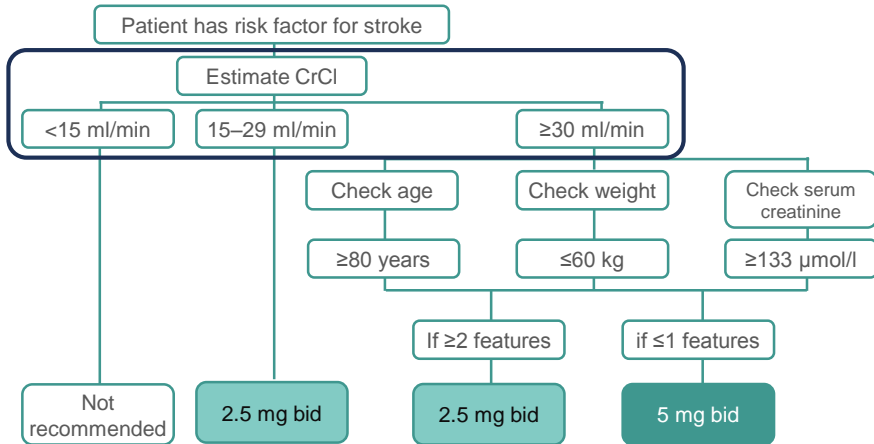 Patient has risk factor for stroke
Estimate CrCl
<15 ml/min
15–29 ml/min
≥30 ml/min
Check age
Check weight
Check serum
creatinine
≥80 years
≤60 kg
≥133 µmol/l
If ≥2 features
if ≤1 features
Not
recommended
2.5 mg bid
2.5 mg bid
5 mg bid